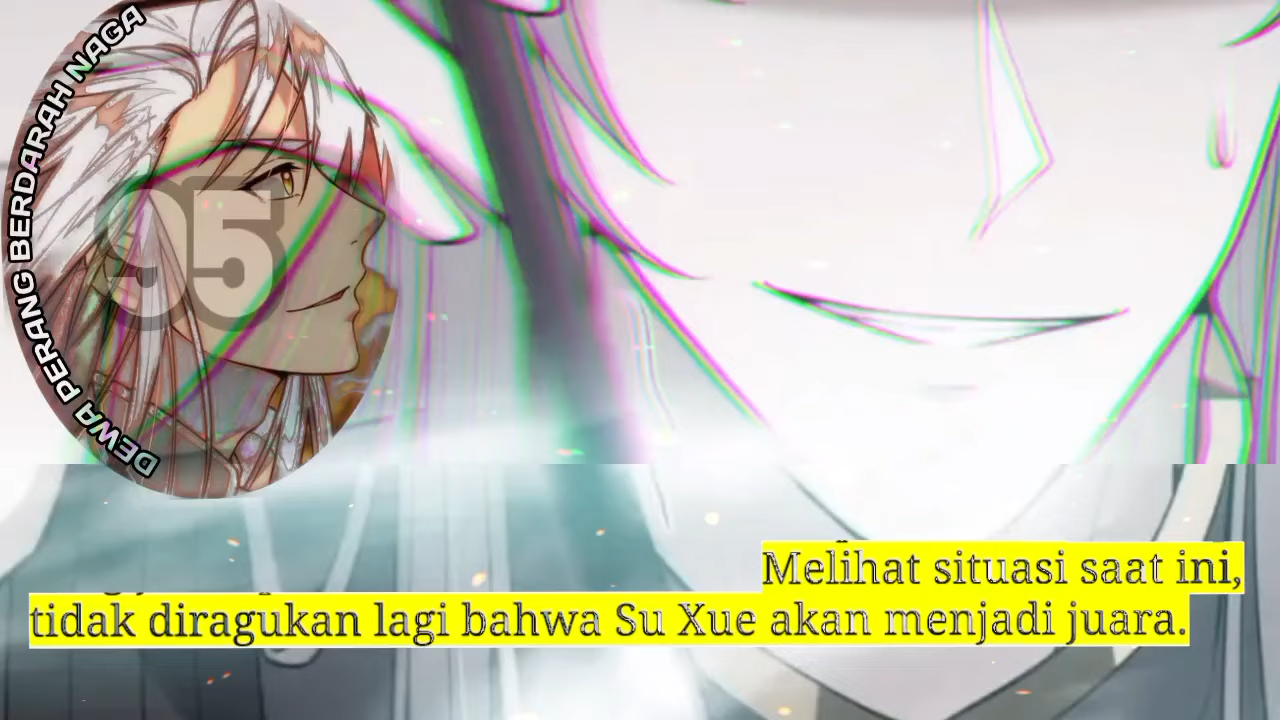 DEWA PERANG BERDARAH NAGA
95
Melihat situasi saat ini,
tidak diragukan lagi bahwa Su Xue akan menjadi juara.